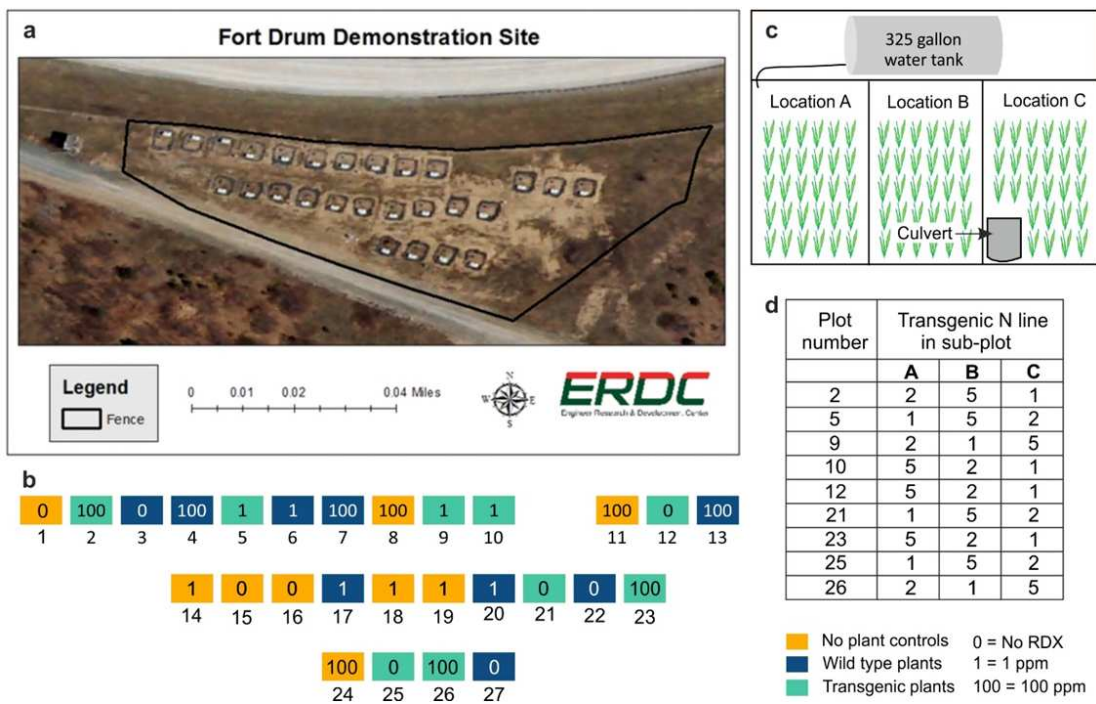 a
Fort Drum Demonstration Site
Legend
Fence
0 0.01 0.02 0.04 Miles
N
W E
S
ERDC
Engineer Research & Development Center
b
0 100 0 100 1 1 100 100 1 1 100 0 100
1 2 3 4 5 6 7 8 9 10 11 12 13
1 0 0 1 1 1 1 0 0 100
14 15 16 17 18 19 20 21 22 23
100 0 100 0
24 25 26 27
c
325 gallon
water tank
Location A Location B Location C
Culvert
d
Plot number Transgenic N line in sub-plot
A B C
2 2 5 1
5 1 5 2
9 2 1 5
10 5 2 1
12 5 2 1
21 1 5 2
23 5 2 1
25 1 5 2
26 2 1 5
No plant controls 0 = No RDX
Wild type plants 1 = 1 ppm
Transgenic plants 100 = 100 ppm